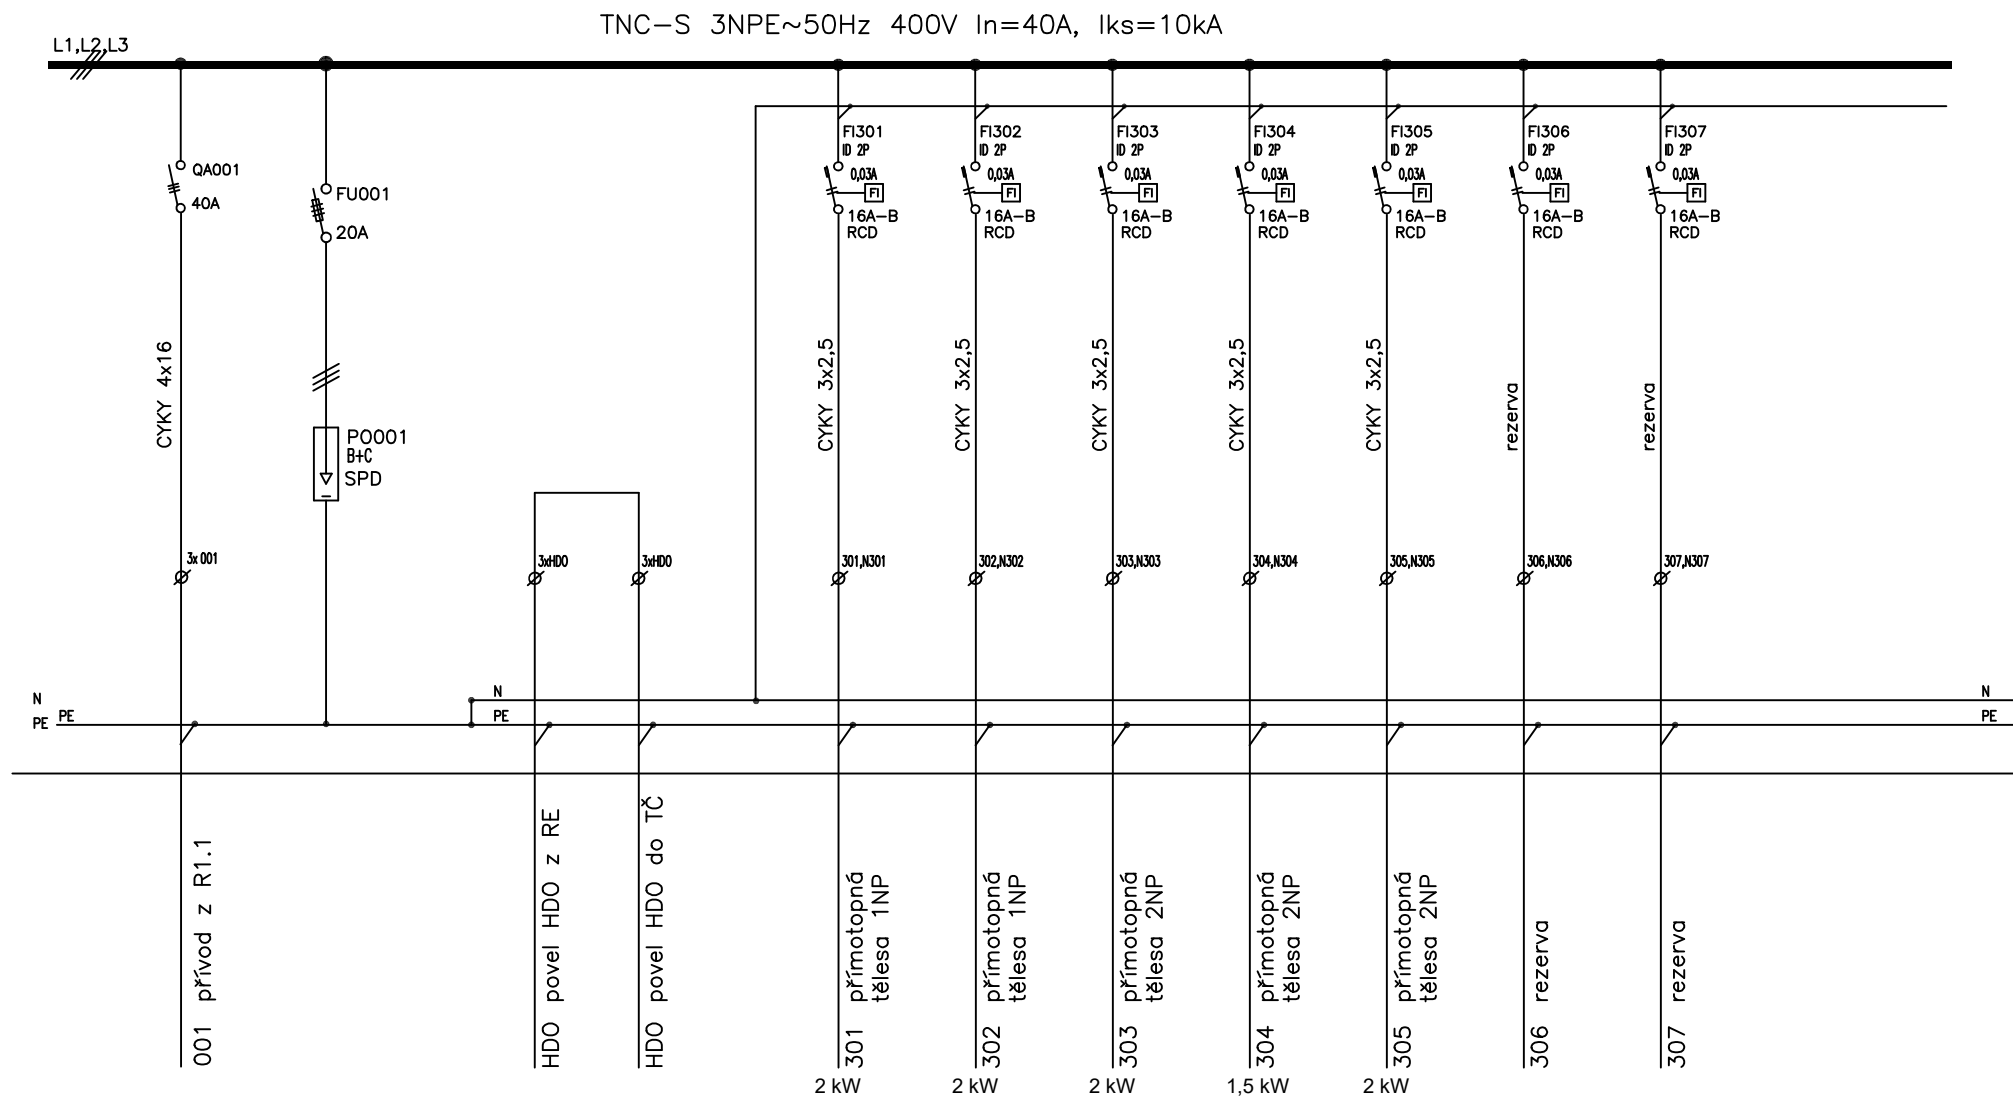 TNC-S 3NPE~50Hz 400V In=40A, Iks=10kA
L1,L2,L3
QA001
40A
FU001
20A
FI301
ID 2P
0,03A
FI
16A-B
RCD
FI302
ID 2P
0,03A
FI
16A-B
RCD
FI303
ID 2P
0,03A
FI
16A-B
RCD
FI304
ID 2P
0,03A
FI
16A-B
RCD
FI305
ID 2P
0,03A
FI
16A-B
RCD
FI306
ID 2P
0,03A
FI
16A-B
RCD
FI307
ID 2P
0,03A
FI
16A-B
RCD
CYKY 4x16
PO001
B+C
SPD
CYKY 3x2,5
CYKY 3x2,5
CYKY 3x2,5
CYKY 3x2,5
CYKY 3x2,5
rezerva
rezerva
3x 001
3xHDO
3xHDO
301,N301
302,N302
303,N303
304,N304
305,N305
306,N306
307,N307
N
N
N
PE
PE
PE
PE
001 přívod z R1.1
HDO povel HDO z RE
HDO povel HDO do TČ
301 přímotopná
tělesa 1NP
302 přímotopná
tělesa 1NP
303 přímotopná
tělesa 2NP
304 přímotopná
tělesa 2NP
305 přímotopná
tělesa 2NP
306 rezerva
307 rezerva
2 kW
2 kW
2 kW
1,5 kW
2 kW